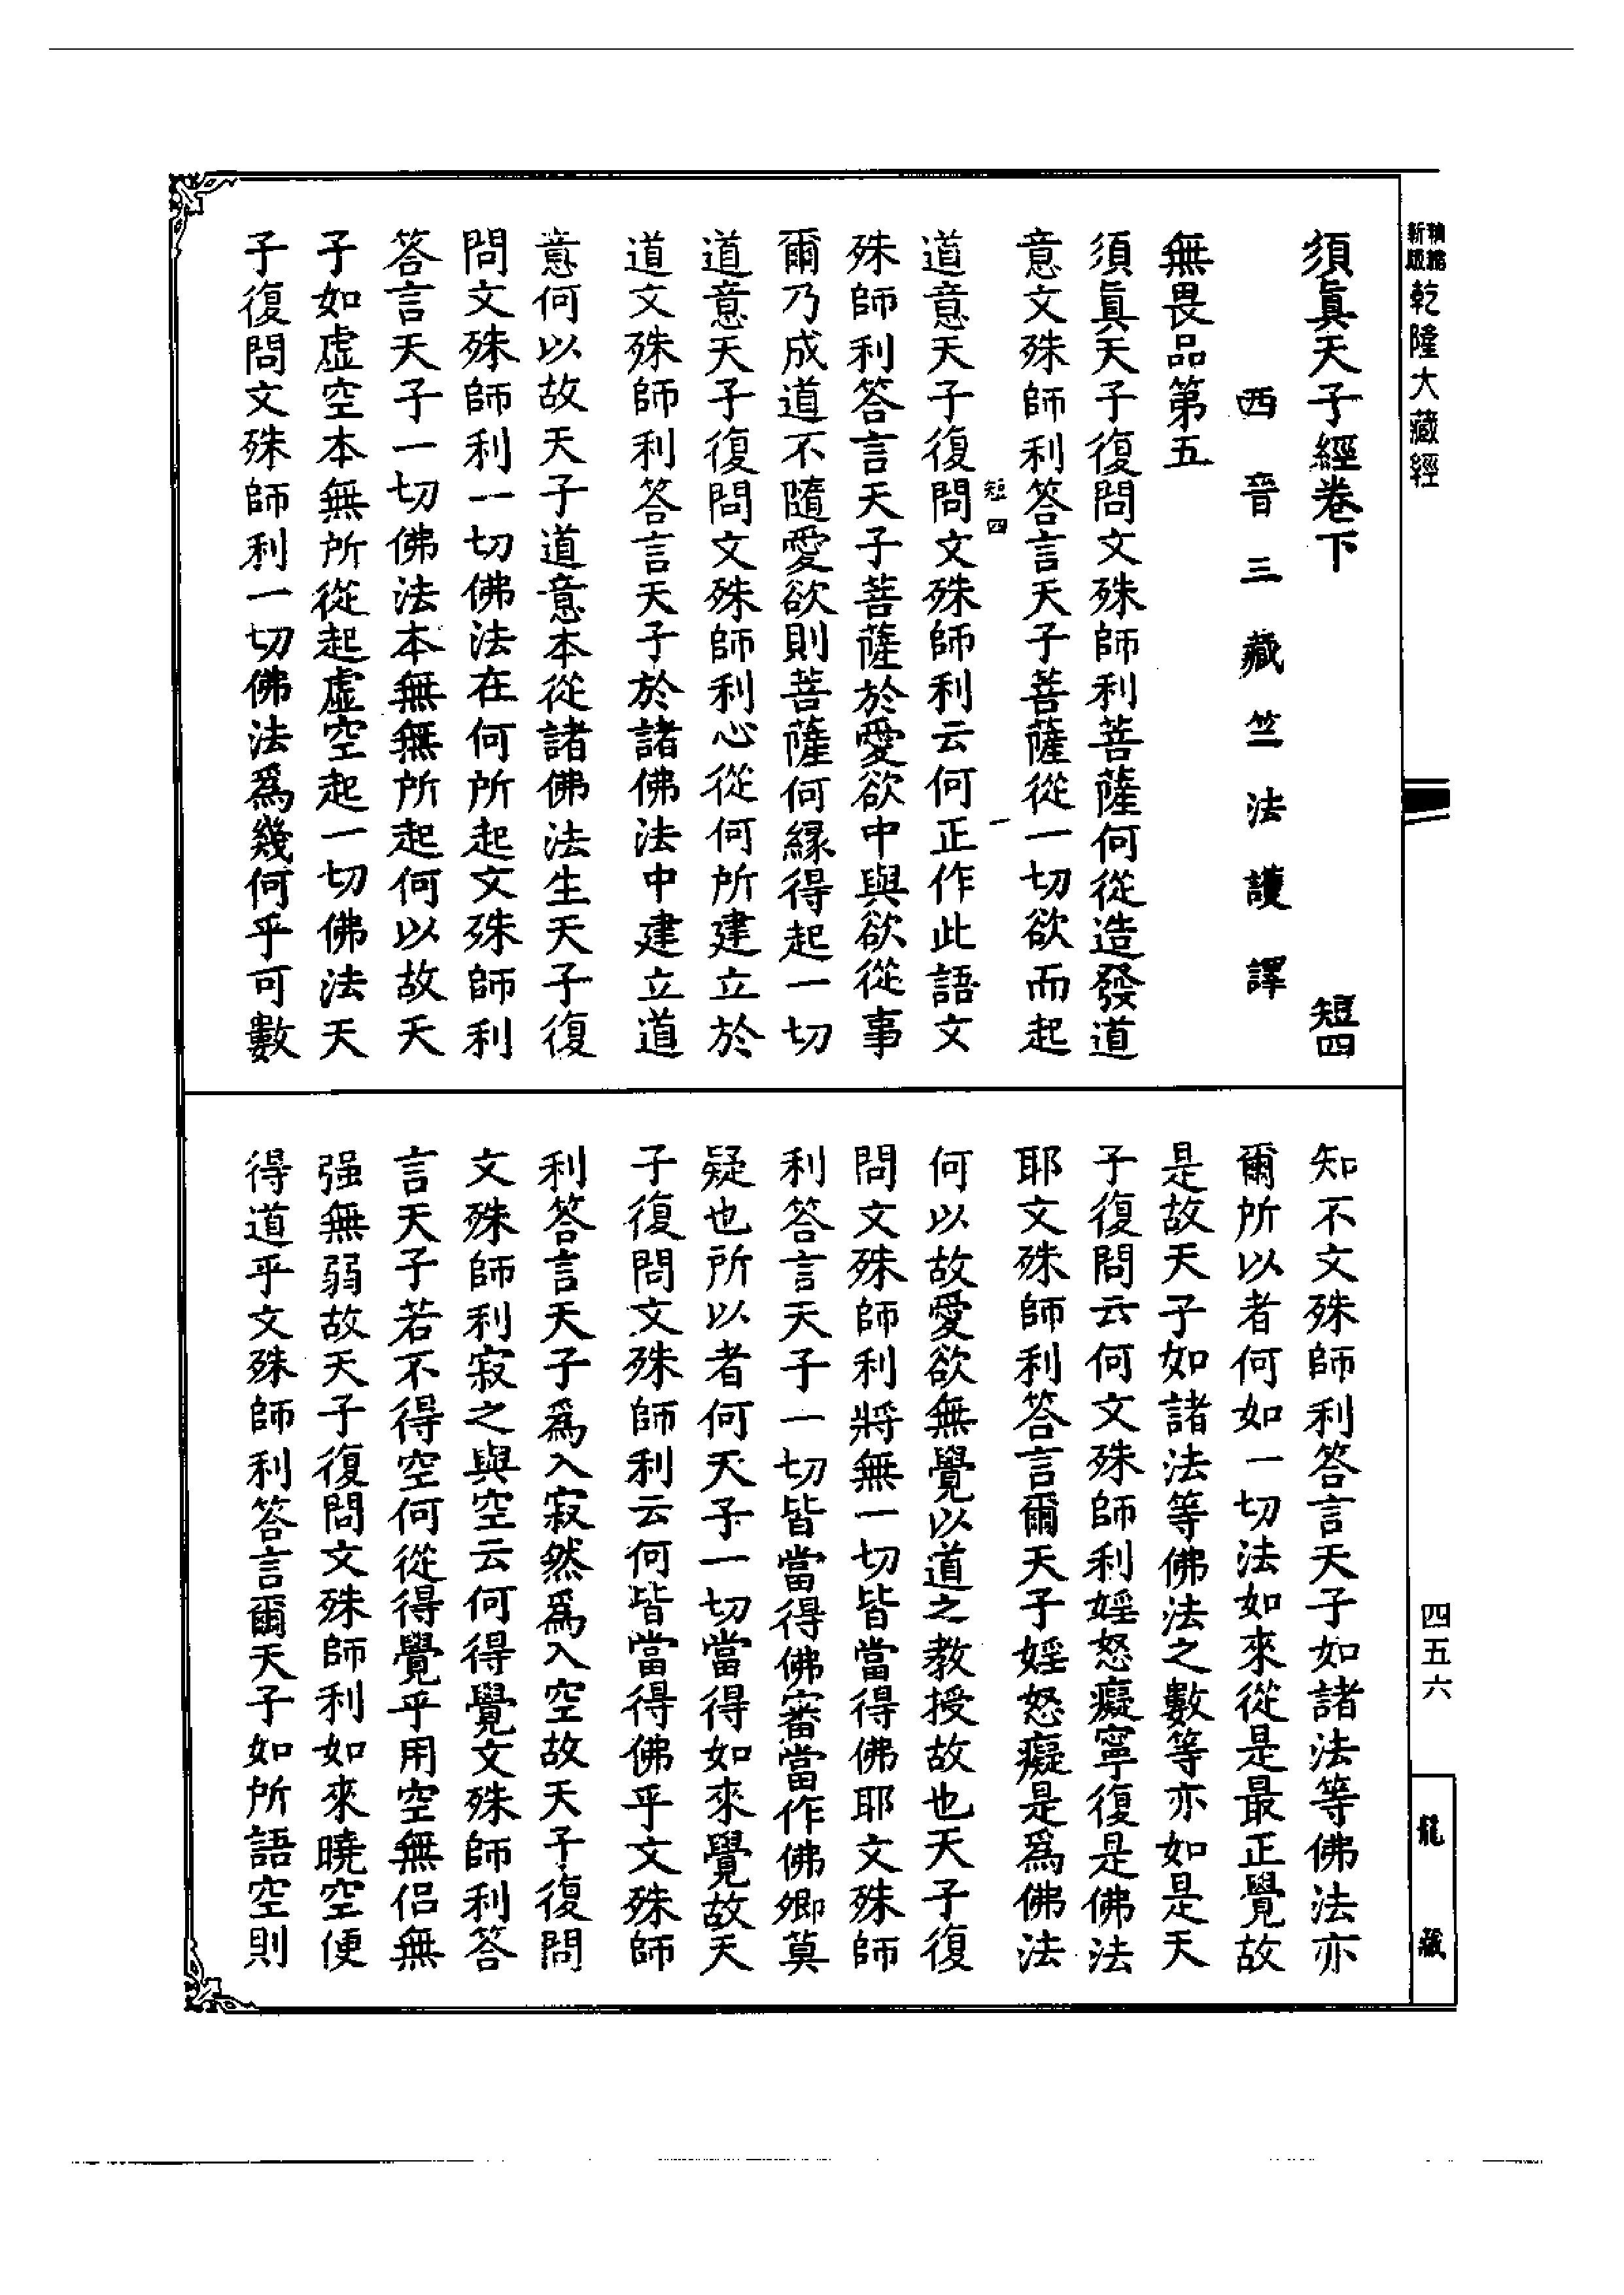 須眞天子經卷下 短四
西晉三藏竺法護譯
無畏品第五
須眞天子復問文殊師利菩薩何從造發道
意文殊師利答言天子菩薩從一切欲而起
短四 一
道意天子復問文殊師利云何正作此語文
殊師利答言天子菩薩於愛欲中與欲從事
爾乃成道不隨愛欲則菩薩何緣得起一切
道意天子復問文殊師利心從何所建立於
道文殊師利答言天子於諸佛法中建立道
意何以故天子道意本從諸佛法生天子復
問文殊師利一切佛法在何所起文殊師利
答言天子一切佛法本無無所起何以故天
子如虛空本無所從起虛空起一切佛法天
子復問文殊師利一切佛法爲幾何乎可數
知不文殊師利答言天子如諸法等佛法亦
爾所以者何如一切法如來從是最正覺故
是故天子如諸法等佛法之數等亦如是天
子復問云何文殊師利婬怒癡寧復是佛法
耶文殊師利答言爾天子婬怒癡是爲佛法
何以故愛欲無覺以道之教授故也天子復
問文殊師利將無一切皆當得佛耶文殊師
利答言天子一切皆當得佛審當作佛卿莫
疑也所以者何天子一切當得如來覺故天
子復問文殊師利云何皆當得佛乎文殊師
利答言天子爲入寂然爲入空故天子復問
文殊師利寂之與空云何得覺文殊師利答
言天子若不得空何從得覺乎用空無侶無
强無弱故天子復問文殊師利如來曉空便
得道乎文殊師利答言爾天子如所語空則
新版 精縮 乾隆大藏經
四五六
龍藏